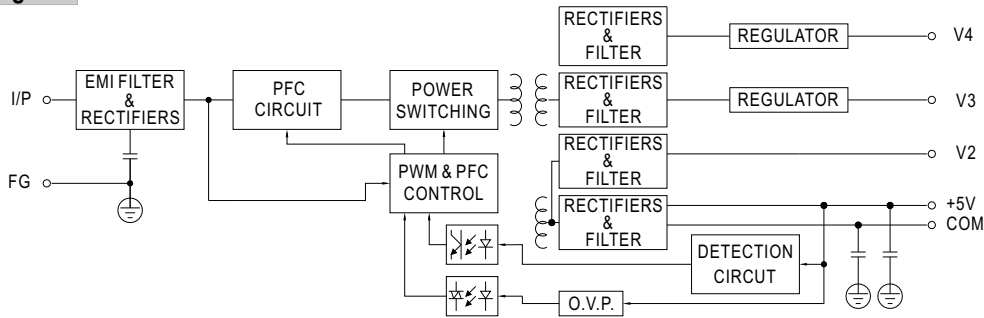 RECTIFIERS
&
FILTER
REGULATOR
V4
I/P
EMI FILTER
&
RECTIFIERS
PFC
CIRCUIT
POWER
SWITCHING
RECTIFIERS
&
FILTER
REGULATOR
V3
FG
PWM & PFC
CONTROL
RECTIFIERS
&
FILTER
V2
RECTIFIERS
&
FILTER
+5V
COM
DETECTION
CIRCUT
O.V.P.